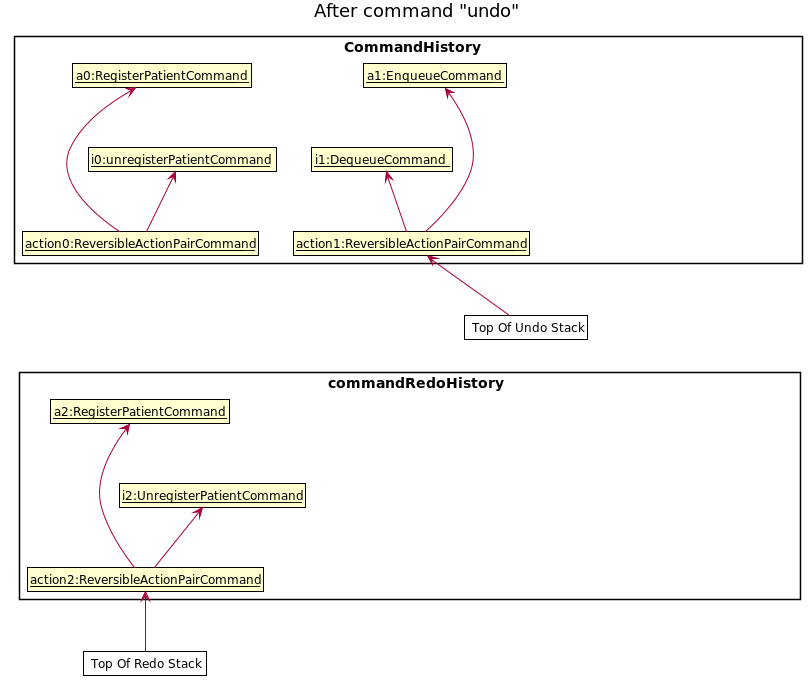 After command "undo"
CommandHistory
a0:RegisterPatientCommand
a1:EnqueueCommand
i0:unregisterPatientCommand
i1:DequeueCommand
action0:ReversibleActionPairCommand
action1:ReversibleActionPairCommand
Top Of Undo Stack
commandRedoHistory
a2:RegisterPatientCommand
i2:UnregisterPatientCommand
action2:ReversibleActionPairCommand
Top Of Redo Stack